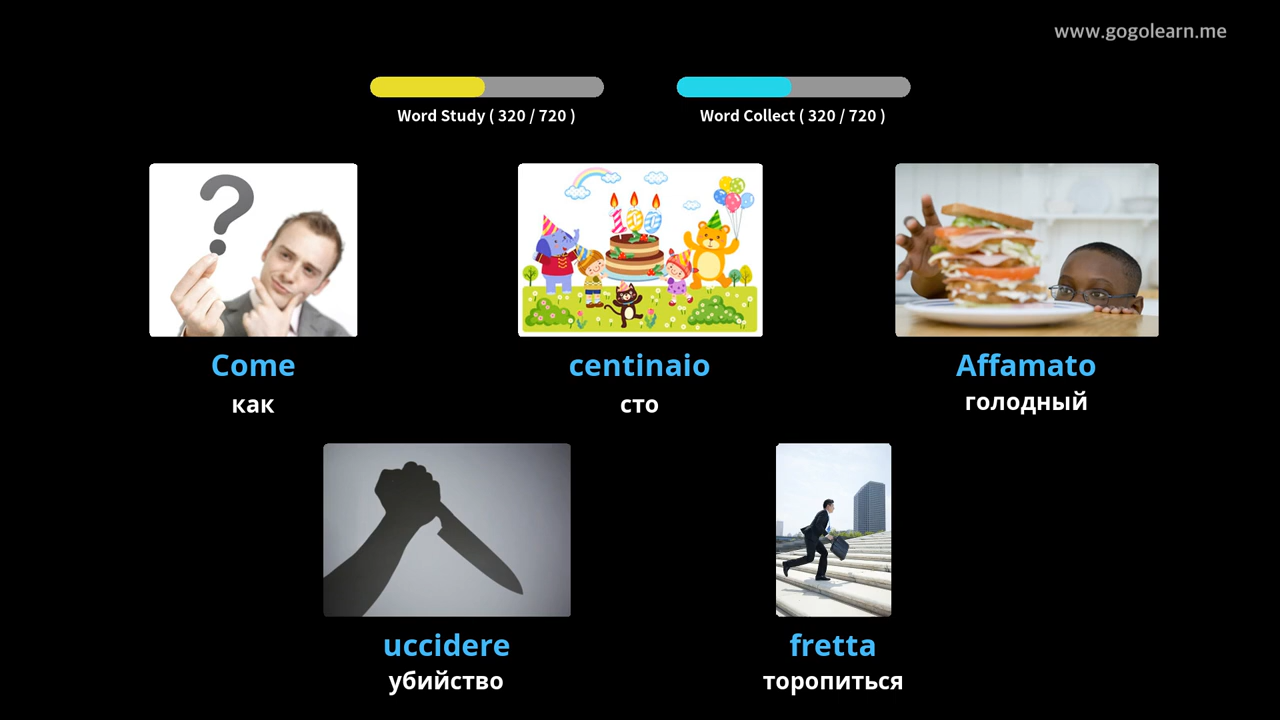 www.gogolearn.me
Word Study ( 320 / 720 )
Word Collect ( 320 / 720 )
?
100
Come
как
centinaio
сто
Affamato
голодный
uccidere
убийство
fretta
торопиться